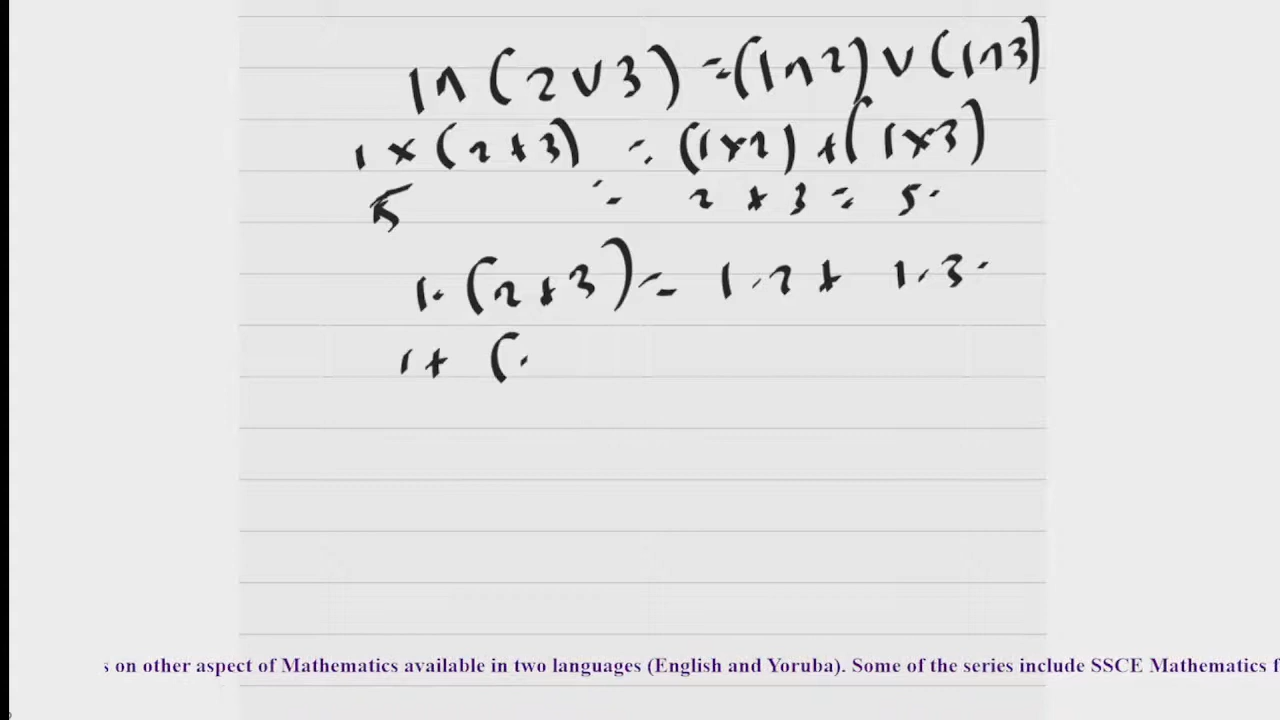 1∩(2∪3) = (1∩2)∪(1∩3)
1×(2+3) = (1×2)+(1×3)
5 = 2+3 = 5.
1.(2+3) = 1.2+1.3.
1+(.
s on other aspect of Mathematics available in two languages (English and Yoruba). Some of the series include SSCE Mathematics f